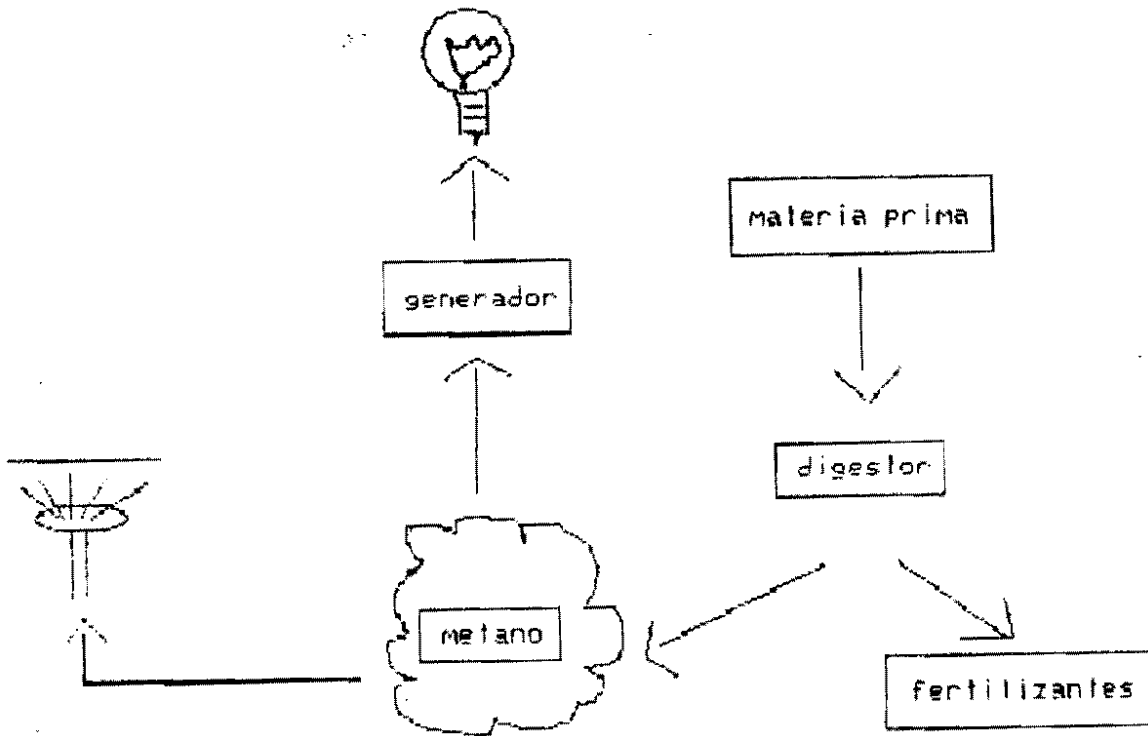 materia prima
generador
digestor
metano
fertilizantes